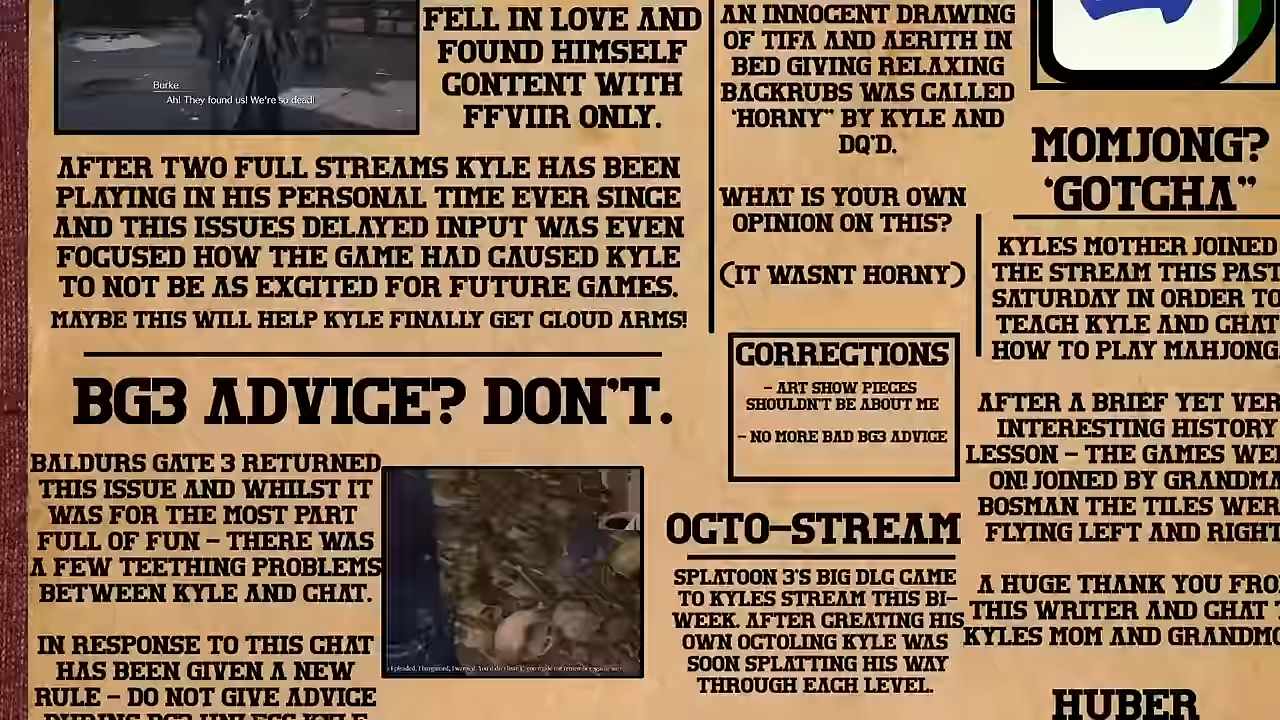 Burke
Ah! They found us! We're so dead!
FELL IN LOVE AND
FOUND HIMSELF
CONTENT WITH
FFVIIR ONLY.
AFTER TWO FULL STREAMS KYLE HAS BEEN
PLAYING IN HIS PERSONAL TIME EVER SINCE
AND THIS ISSUES DELAYED INPUT WAS EVEN
FOCUSED HOW THE GAME HAD CAUSED KYLE
TO NOT BE AS EXCITED FOR FUTURE GAMES.
MAYBE THIS WILL HELP KYLE FINALLY GET CLOUD ARMS!
BG3 ADVICE? DON'T.
BALDURS GATE 3 RETURNED
THIS ISSUE AND WHILST IT
WAS FOR THE MOST PART
FULL OF FUN - THERE WAS
A FEW TEETHING PROBLEMS
BETWEEN KYLE AND CHAT.
IN RESPONSE TO THIS CHAT
HAS BEEN GIVEN A NEW
RULE - DO NOT GIVE ADVICE
DURING BG3 UNLESS KYLE
AN INNOCENT DRAWING
OF TIFA AND AERITH IN
BED GIVING RELAXING
BACKRUBS WAS CALLED
"HORNY" BY KYLE AND
DQ'D.
WHAT IS YOUR OWN
OPINION ON THIS?
(IT WASNT HORNY)
CORRECTIONS
- ART SHOW PIECES
SHOULDN'T BE ABOUT ME
- NO MORE BAD BG3 ADVICE
OCTO-STREAM
SPLATOON 3'S BIG DLC CAME
TO KYLES STREAM THIS BI-
WEEK. AFTER CREATING HIS
OWN OCTOLING KYLE WAS
SOON SPLATTING HIS WAY
THROUGH EACH LEVEL.
MOMJONG?
'GOTCHA"
KYLES MOTHER JOINED
THE STREAM THIS PAST
SATURDAY IN ORDER TO
TEACH KYLE AND CHAT
HOW TO PLAY MAHJONG
AFTER A BRIEF YET VER
INTERESTING HISTORY
LESSON - THE GAMES WE
ON! JOINED BY GRANDMA
BOSMAN THE TILES WER
FLYING LEFT AND RIGHT
A HUGE THANK YOU FRO
THIS WRITER AND CHAT T
KYLES MOM AND GRANDMO
HUBER